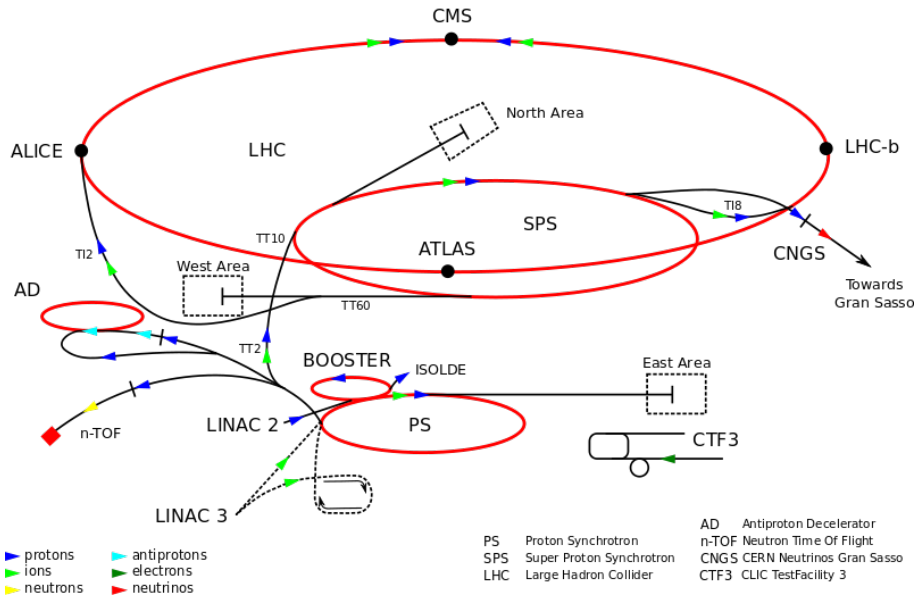 CMS
North Area
ALICE
LHC
LHC-b
SPS
TI8
TT10
ATLAS
CNGS
TI2
West Area
Towards
Gran Sasso
AD
TT60
TT2
BOOSTER
ISOLDE
East Area
LINAC 2
PS
n-TOF
CTF3
LINAC 3
protons
ions
neutrons
antiprotons
electrons
neutrinos
PS Proton Synchrotron
SPS Super Proton Synchrotron
LHC Large Hadron Collider
AD Antiproton Decelerator
n-TOF Neutron Time Of Flight
CNGS CERN Neutrinos Gran Sasso
CTF3 CLIC TestFacility 3